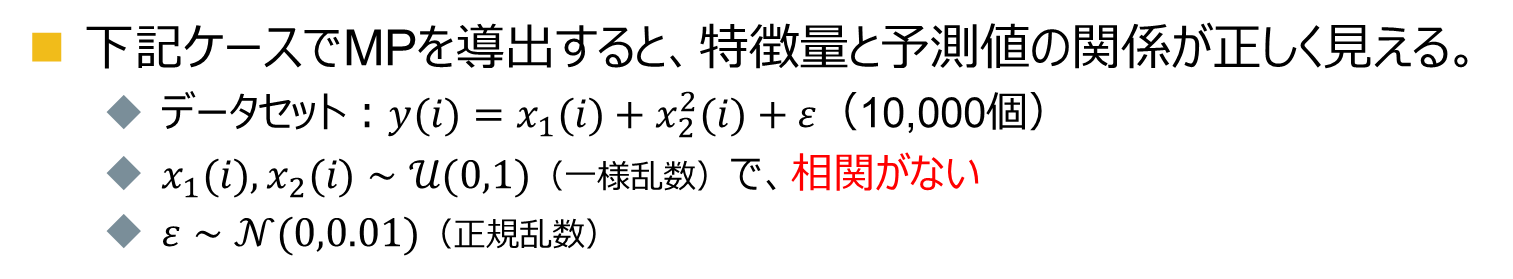 ■ 下記ケースでMPを導出すると、特徴量と予測値の関係が正しく見える。
◆ データセット：𝑦(𝑖) = 𝑥₁(𝑖) + 𝑥₂²(𝑖) + 𝜀（10,000個）
◆ 𝑥₁(𝑖), 𝑥₂(𝑖) ~ 𝒰(0,1)（一様乱数）で、相関がない
◆ 𝜀 ~ 𝒩(0,0.01)（正規乱数）